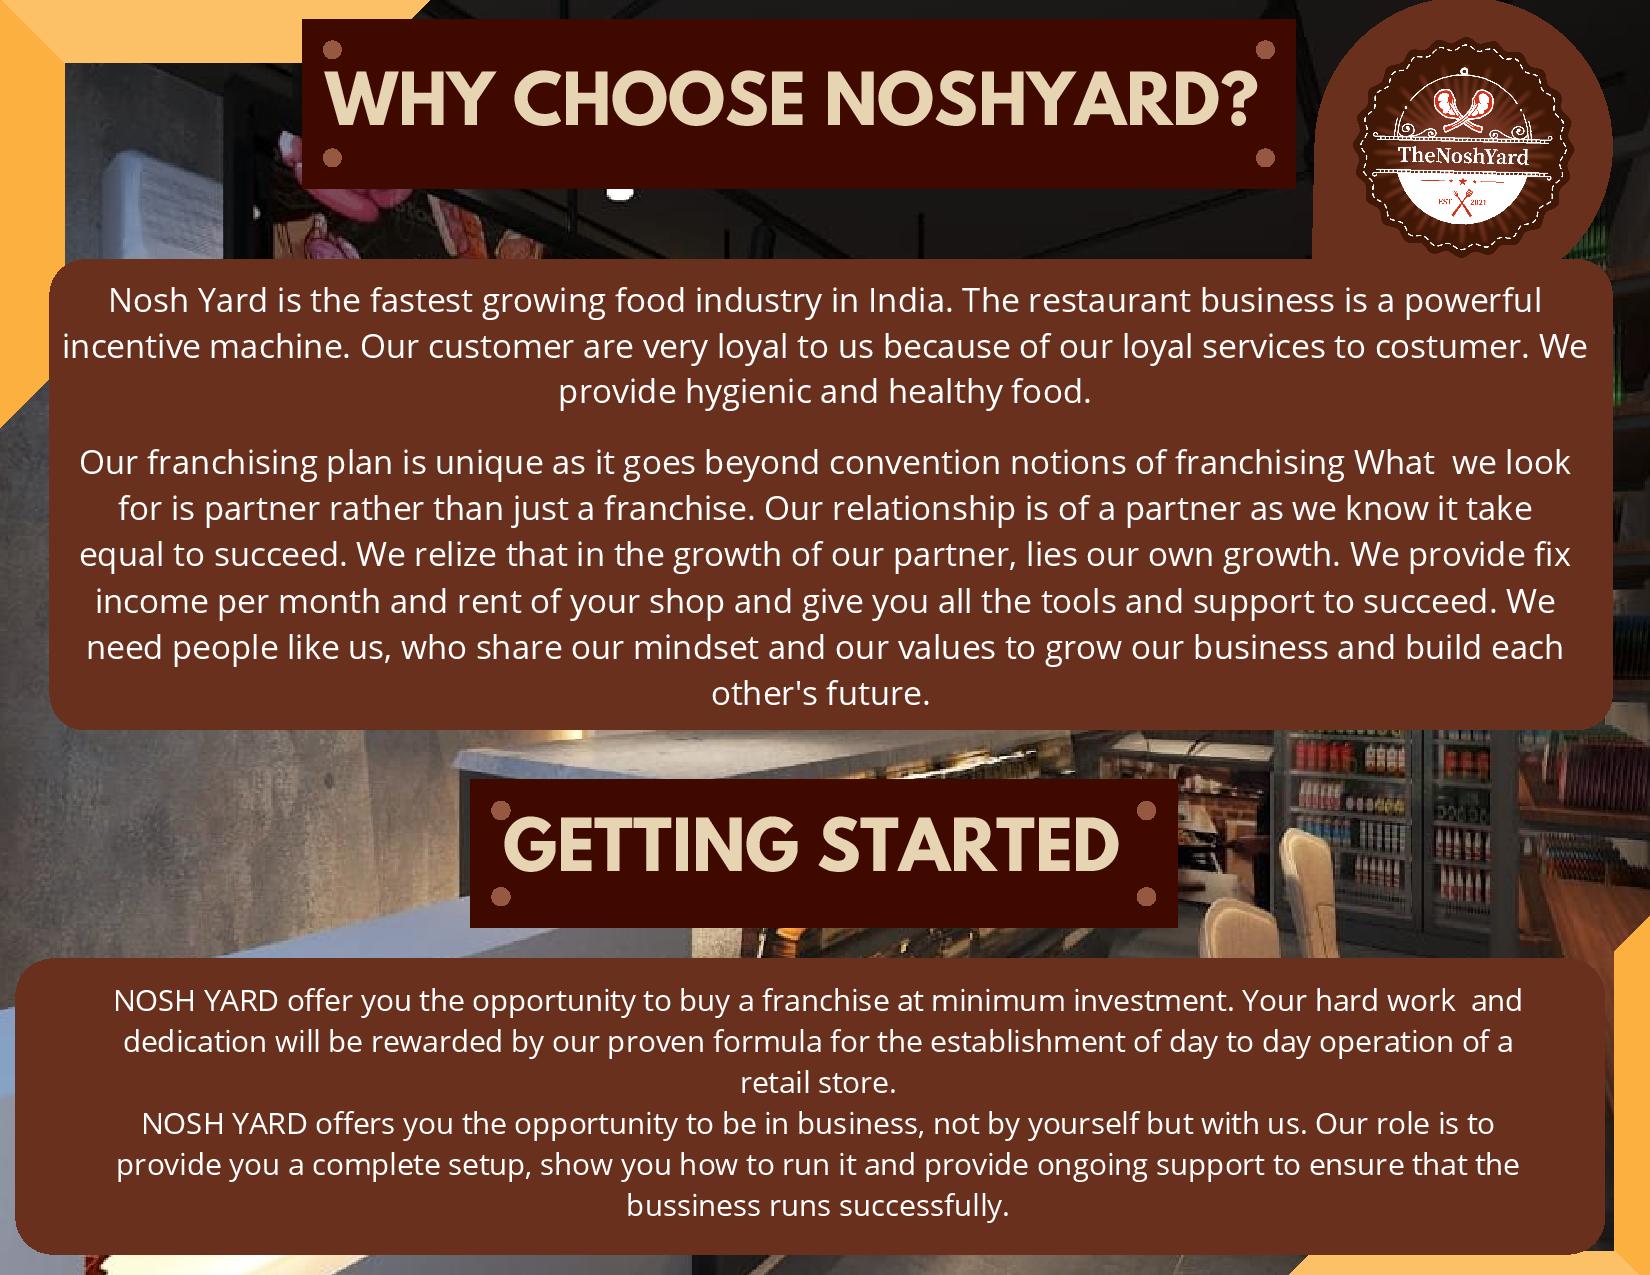 WHY CHOOSE NOSHYARD?
TheNoshYard
EST 2021
Nosh Yard is the fastest growing food industry in India. The restaurant business is a powerful
incentive machine. Our customer are very loyal to us because of our loyal services to costumer. We
provide hygienic and healthy food.
Our franchising plan is unique as it goes beyond convention notions of franchising What  we look
for is partner rather than just a franchise. Our relationship is of a partner as we know it take
equal to succeed. We relize that in the growth of our partner, lies our own growth. We provide fix
income per month and rent of your shop and give you all the tools and support to succeed. We
need people like us, who share our mindset and our values to grow our business and build each
other's future.
GETTING STARTED
NOSH YARD offer you the opportunity to buy a franchise at minimum investment. Your hard work  and
dedication will be rewarded by our proven formula for the establishment of day to day operation of a
retail store.
NOSH YARD offers you the opportunity to be in business, not by yourself but with us. Our role is to
provide you a complete setup, show you how to run it and provide ongoing support to ensure that the
bussiness runs successfully.